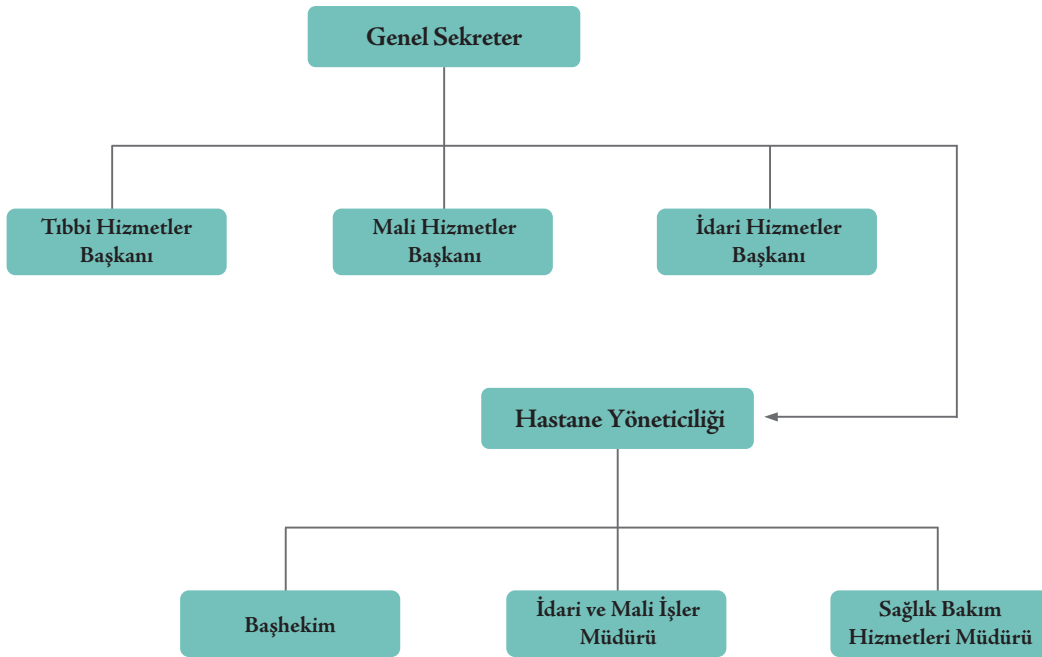 Genel Sekreter
Tıbbi Hizmetler
Başkanı
Mali Hizmetler
Başkanı
İdari Hizmetler
Başkanı
Hastane Yöneticiliği
Başhekim
İdari ve Mali İşler
Müdürü
Sağlık Bakım
Hizmetleri Müdürü